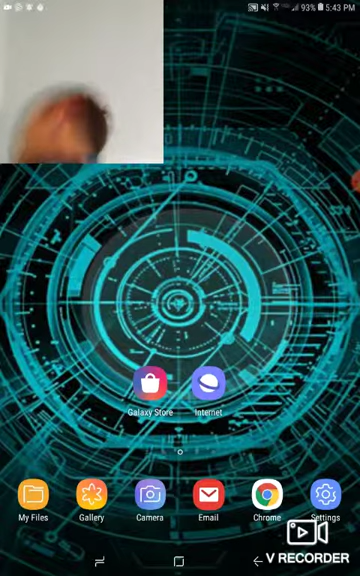 93% 5:43 PM
Galaxy Store Internet
My Files Gallery Camera Email Chrome Settings
V RECORDER